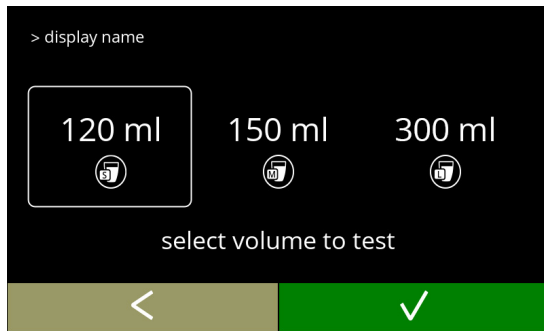 > display name
120 ml 150 ml 300 ml
S M L
select volume to test